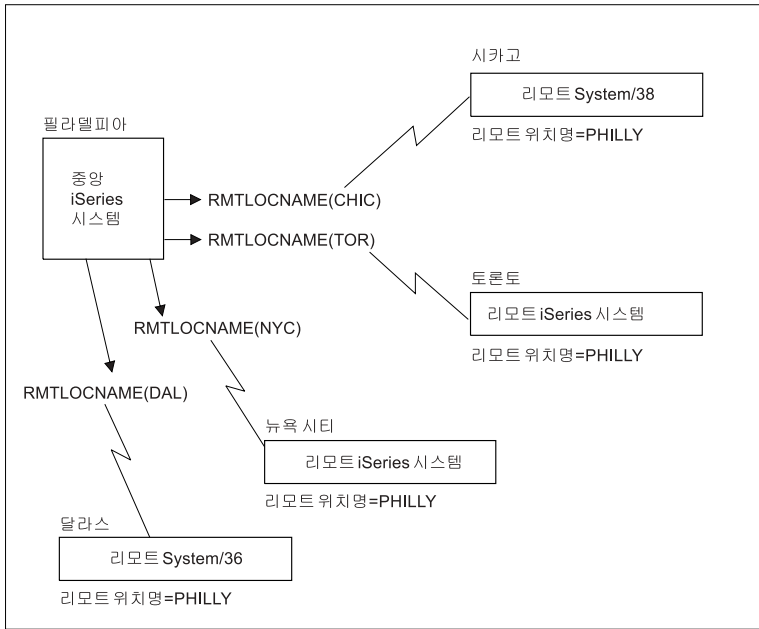 시카고
리모트 System/38
리모트 위치명=PHILLY
필라델피아
중앙
iSeries
시스템
RMTLOCNAME(CHIC)
RMTLOCNAME(TOR)
토론토
리모트 iSeries 시스템
리모트 위치명=PHILLY
RMTLOCNAME(NYC)
RMTLOCNAME(DAL)
뉴욕 시티
리모트 iSeries 시스템
리모트 위치명=PHILLY
달라스
리모트 System/36
리모트 위치명=PHILLY